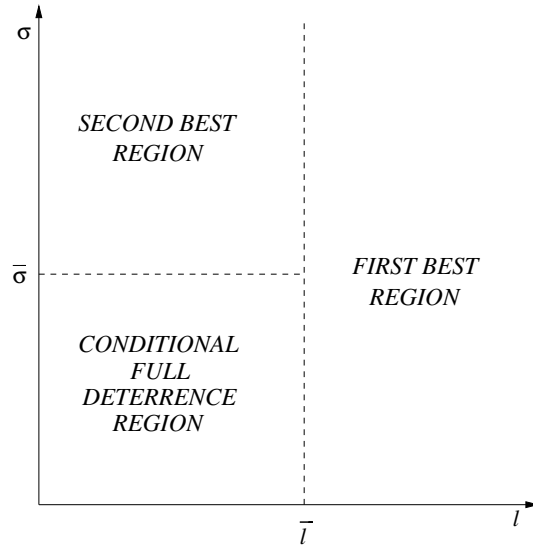 σ
SECOND BEST
REGION
σ̅
FIRST BEST
REGION
CONDITIONAL
FULL
DETERRENCE
REGION
l̅
l